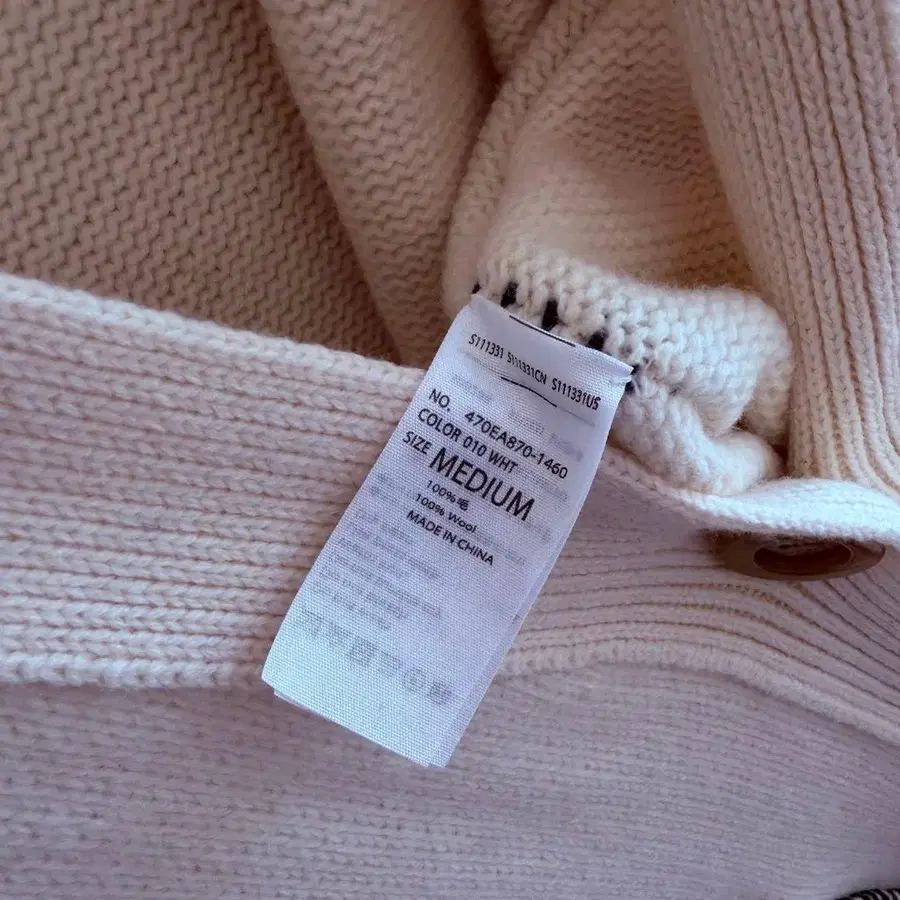 S111331 S111331CN S111331US
NO. 470EA870-1460
COLOR 010 WHT
SIZE MEDIUM
100%毛
100% Wool
MADE IN CHINA